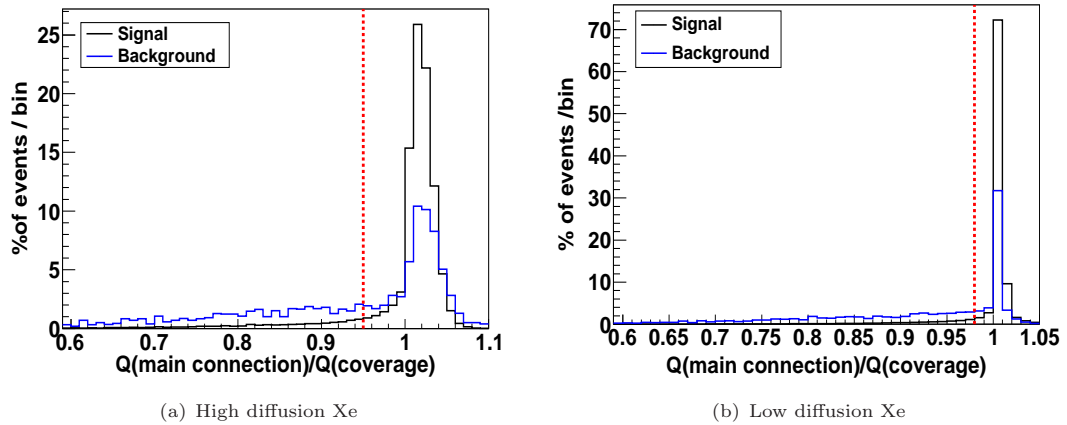 %of events / bin
25
20
15
10
5
0
Signal
Background
0.6 0.7 0.8 0.9 1 1.1
Q(main connection)/Q(coverage)
(a) High diffusion Xe
% of events /bin
70
60
50
40
30
20
10
0
Signal
Background
0.6 0.65 0.7 0.75 0.8 0.85 0.9 0.95 1 1.05
Q(main connection)/Q(coverage)
(b) Low diffusion Xe